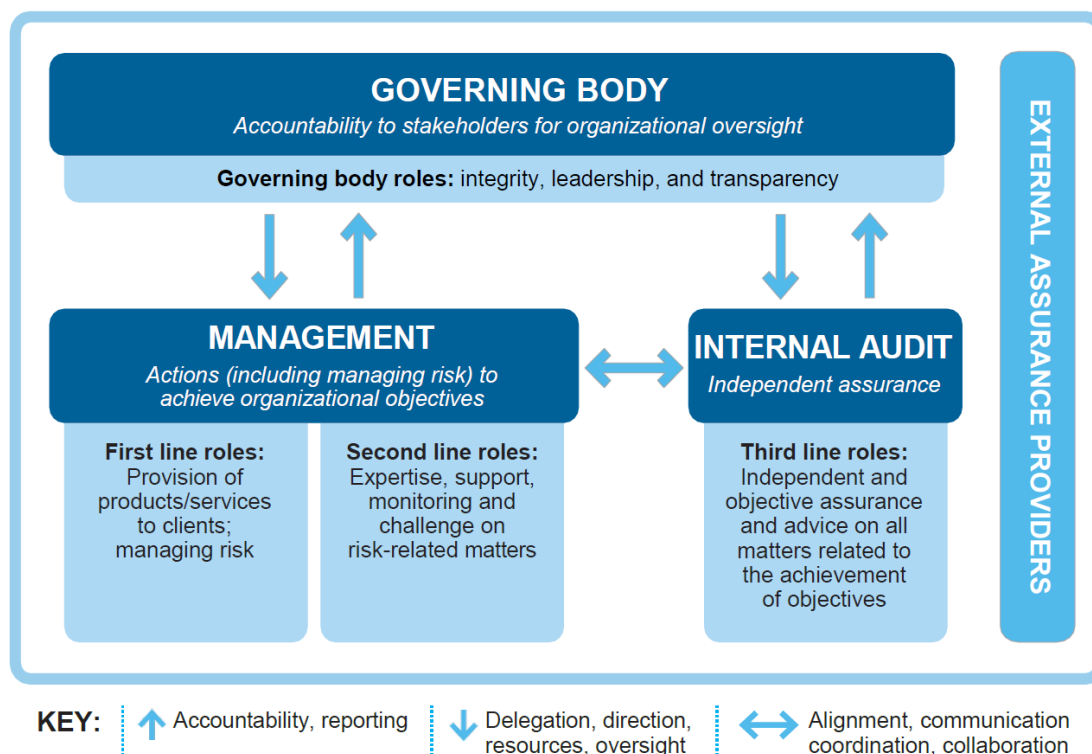 GOVERNING BODY
Accountability to stakeholders for organizational oversight
Governing body roles: integrity, leadership, and transparency
MANAGEMENT
Actions (including managing risk) to
achieve organizational objectives
First line roles:
Provision of
products/services
to clients;
managing risk
Second line roles:
Expertise, support,
monitoring and
challenge on
risk-related matters
INTERNAL AUDIT
Independent assurance
Third line roles:
Independent and
objective assurance
and advice on all
matters related to
the achievement
of objectives
EXTERNAL ASSURANCE PROVIDERS
KEY:
Accountability, reporting
Delegation, direction,
resources, oversight
Alignment, communication
coordination, collaboration